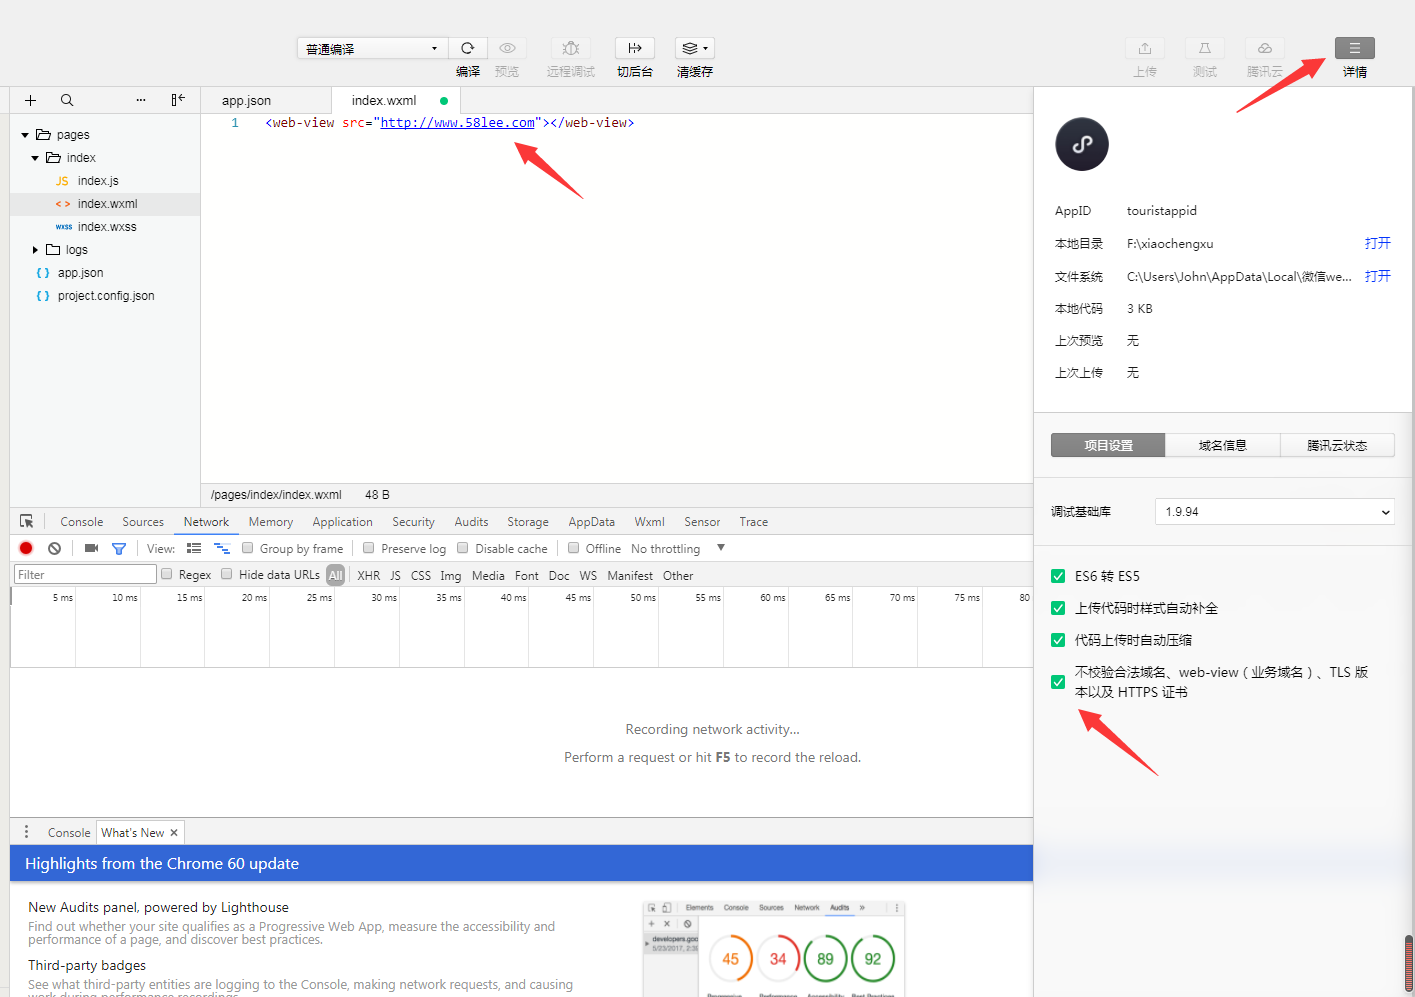 普通编译
编译
预览
远程调试
切后台
清缓存
上传
测试
腾讯云
详情
app.json
index.wxml
1 <web-view src="http://www.58lee.com"></web-view>
pages
index
JS index.js
< > index.wxml
wxss index.wxss
logs
{ } app.json
{ } project.config.json
/pages/index/index.wxml 48 B
AppID touristappid
本地目录 F:\xiaochengxu 打开
文件系统 C:\Users\John\AppData\Local\微信we... 打开
本地代码 3 KB
上次预览 无
上次上传 无
项目设置 域名信息 腾讯云状态
调试基础库 1.9.94
ES6 转 ES5
上传代码时样式自动补全
代码上传时自动压缩
不校验合法域名、web-view（业务域名）、TLS 版
本以及 HTTPS 证书
Console Sources Network Memory Application Security Audits Storage AppData Wxml Sensor Trace
View: Group by frame Preserve log Disable cache Offline No throttling
Filter Regex Hide data URLs All XHR JS CSS Img Media Font Doc WS Manifest Other
5 ms 10 ms 15 ms 20 ms 25 ms 30 ms 35 ms 40 ms 45 ms 50 ms 55 ms 60 ms 65 ms 70 ms 75 ms 80
Recording network activity...
Perform a request or hit F5 to record the reload.
Console What's New ×
Highlights from the Chrome 60 update
New Audits panel, powered by Lighthouse
Find out whether your site qualifies as a Progressive Web App, measure the accessibility and
performance of a page, and discover best practices.
Third-party badges
See what third-party entities are logging to the Console, making network requests, and causing
work during performance recordings.
Elements Console Sources Network Audits »
developers.goo
5/23/2017, 2:3
45 34 89 92
Progressive Performance Accessibility Best Practices